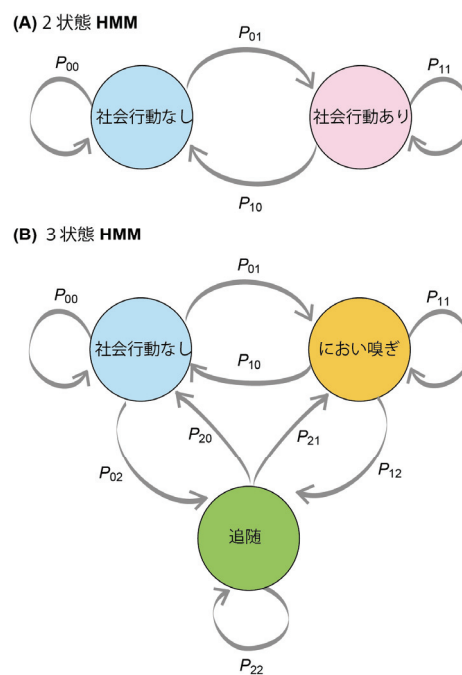 (A) 2 状態 HMM
P01
P00
P11
社会行動なし
社会行動あり
P10
(B) 3 状態 HMM
P01
P00
P11
社会行動なし
におい嗅ぎ
P10
P20
P21
P02
P12
追随
P22